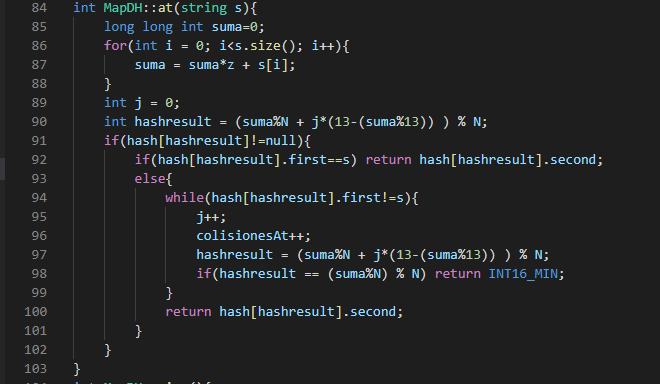 84 int MapDH::at(string s){
85     long long int suma=0;
86     for(int i = 0; i<s.size(); i++){
87         suma = suma*z + s[i];
88     }
89     int j = 0;
90     int hashresult = (suma%N + j*(13-(suma%13)) ) % N;
91     if(hash[hashresult]!=null){
92         if(hash[hashresult].first==s) return hash[hashresult].second;
93         else{
94             while(hash[hashresult].first!=s){
95                 j++;
96                 colisionesAt++;
97                 hashresult = (suma%N + j*(13-(suma%13)) ) % N;
98                 if(hashresult == (suma%N) % N) return INT16_MIN;
99             }
100             return hash[hashresult].second;
101         }
102     }
103 }